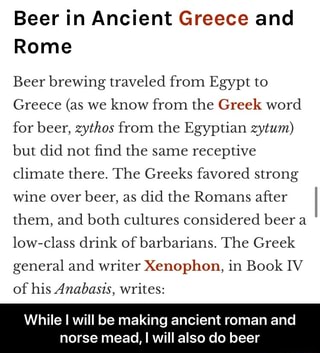 Beer in Ancient Greece and
Rome
Beer brewing traveled from Egypt to
Greece (as we know from the Greek word
for beer, zythos from the Egyptian zytum)
but did not find the same receptive
climate there. The Greeks favored strong
wine over beer, as did the Romans after
them, and both cultures considered beer a
low-class drink of barbarians. The Greek
general and writer Xenophon, in Book IV
of his Anabasis, writes:
While I will be making ancient roman and
norse mead, I will also do beer